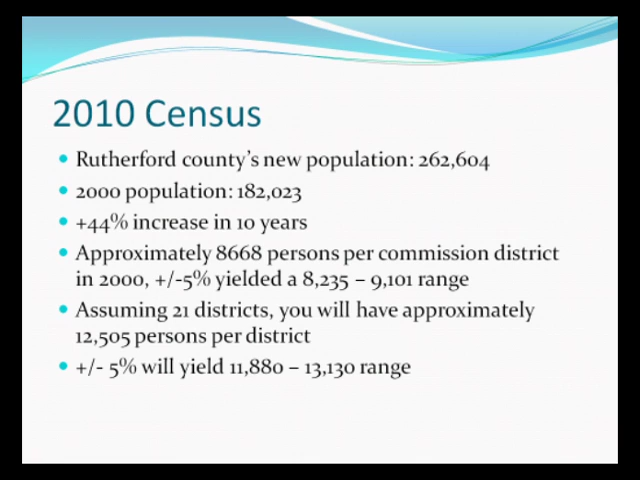 2010 Census
Rutherford county's new population: 262,604
2000 population: 182,023
+44% increase in 10 years
Approximately 8668 persons per commission district
in 2000, +/-5% yielded a 8,235 – 9,101 range
Assuming 21 districts, you will have approximately
12,505 persons per district
+/- 5% will yield 11,880 – 13,130 range